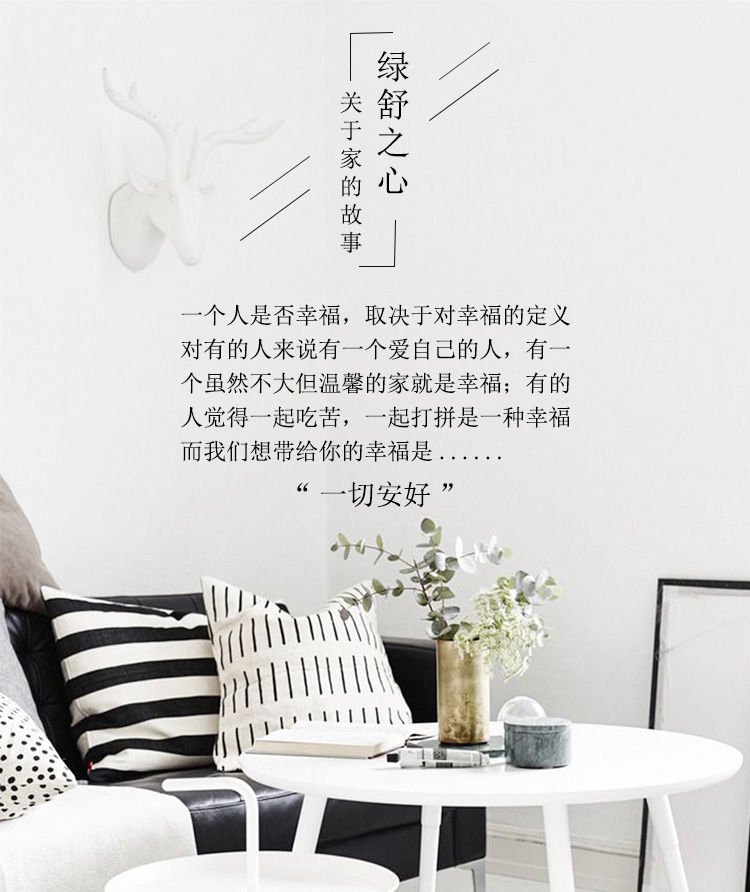 绿舒之心
关于家的故事
一个人是否幸福，取决于对幸福的定义
对有的人来说有一个爱自己的人，有一
个虽然不大但温馨的家就是幸福；有的
人觉得一起吃苦，一起打拼是一种幸福
而我们想带给你的幸福是......
“一切安好”